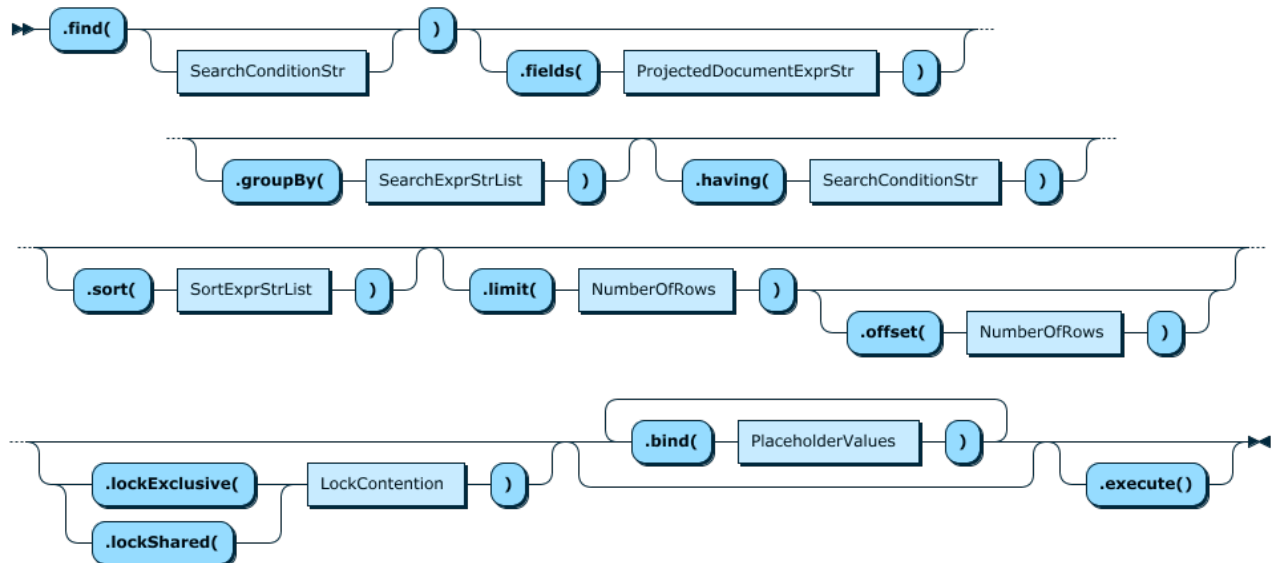 .find( SearchConditionStr ) .fields( ProjectedDocumentExprStr )
.groupBy( SearchExprStrList ) .having( SearchConditionStr )
.sort( SortExprStrList ) .limit( NumberOfRows ) .offset( NumberOfRows )
.lockExclusive( .lockShared( LockContention ) .bind( PlaceholderValues ) .execute()